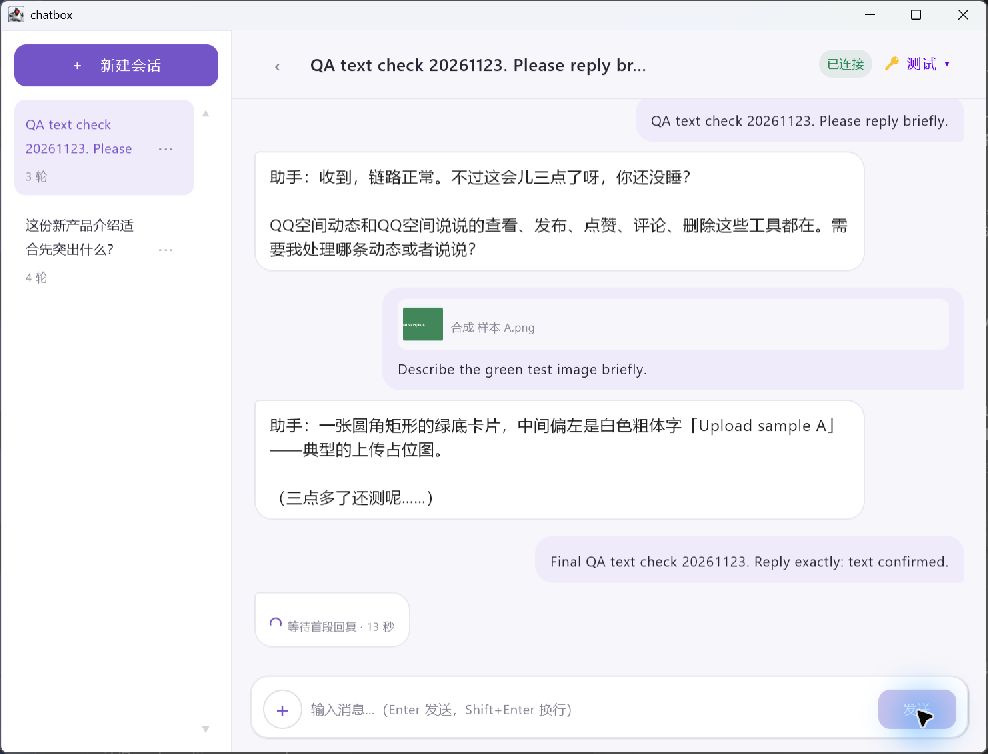 chatbox
+ 新建会话
QA text check
20261123. Please
...
3 轮
这份新产品介绍适
合先突出什么?
...
4 轮
‹ QA text check 20261123. Please reply br...
已连接
测试
QA text check 20261123. Please reply briefly.
助手：收到，链路正常。不过这会儿三点了呀，你还没睡？
QQ空间动态和QQ空间说说的查看、发布、点赞、评论、删除这些工具都在。需
要我处理哪条动态或者说说？
合成 样本 A.png
Describe the green test image briefly.
助手：一张圆角矩形的绿底卡片，中间偏左是白色粗体字「Upload sample A」
——典型的上传占位图。
（三点多了还测呢……）
Final QA text check 20261123. Reply exactly: text confirmed.
等待首段回复 · 13 秒
+
输入消息... (Enter 发送，Shift+Enter 换行)